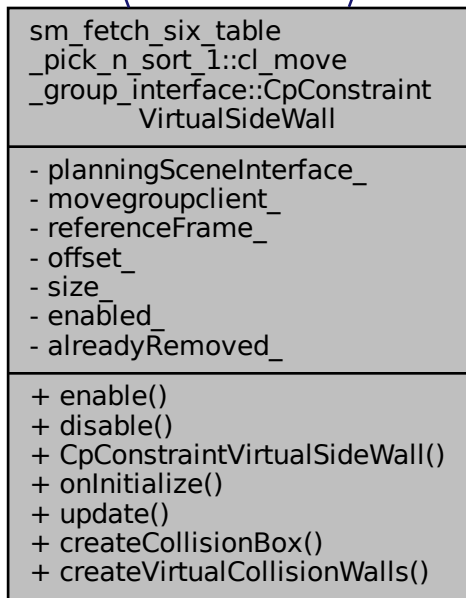 sm_fetch_six_table
_pick_n_sort_1::cl_move
_group_interface::CpConstraint
VirtualSideWall
- planningSceneInterface_
- movegroupclient_
- referenceFrame_
- offset_
- size_
- enabled_
- alreadyRemoved_
+ enable()
+ disable()
+ CpConstraintVirtualSideWall()
+ onInitialize()
+ update()
+ createCollisionBox()
+ createVirtualCollisionWalls()